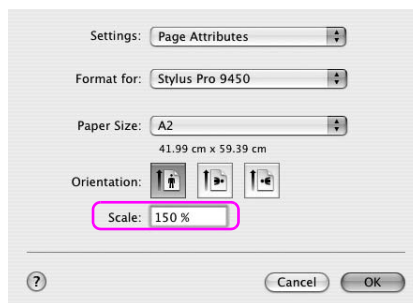 Settings: Page Attributes
Format for: Stylus Pro 9450
Paper Size: A2
41.99 cm x 59.39 cm
Orientation:
Scale: 150 %
? Cancel OK